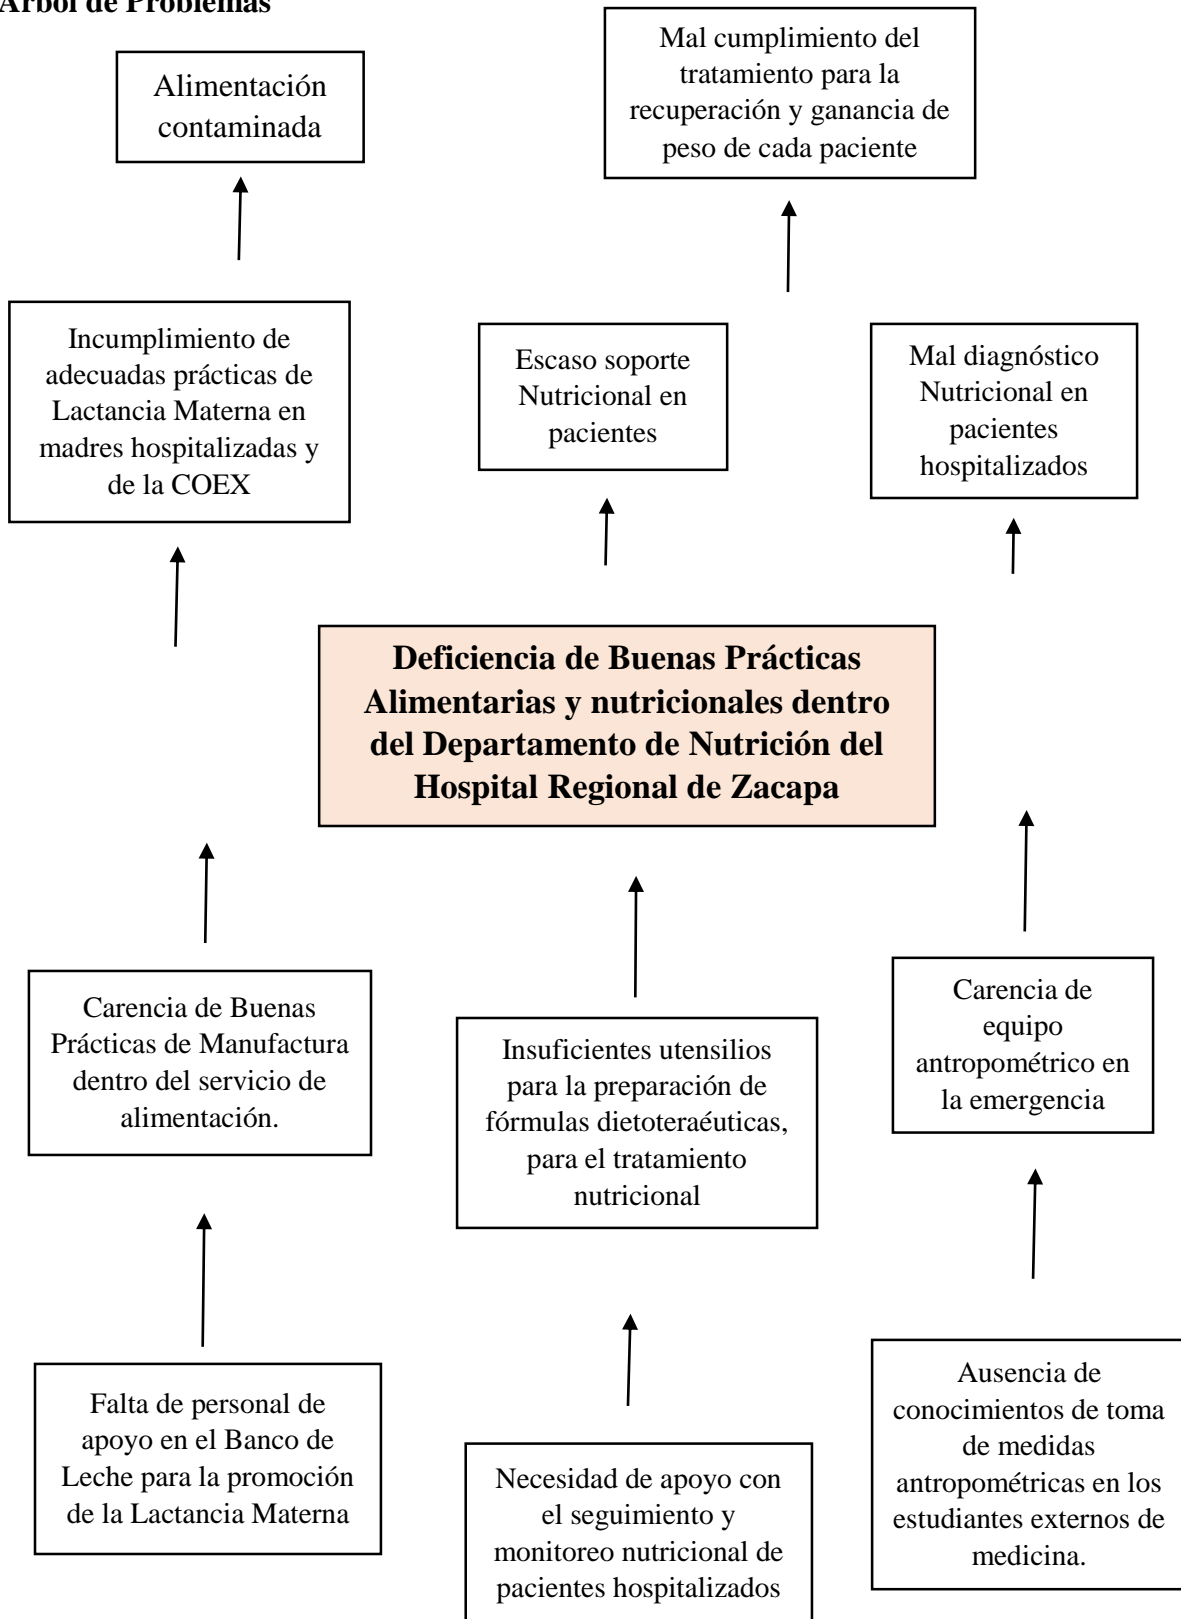 Árbol de Problemas
Alimentación
contaminada
Mal cumplimiento del
tratamiento para la
recuperación y ganancia de
peso de cada paciente
Incumplimiento de
adecuadas prácticas de
Lactancia Materna en
madres hospitalizadas y
de la COEX
Escaso soporte
Nutricional en
pacientes
Mal diagnóstico
Nutricional en
pacientes
hospitalizados
Deficiencia de Buenas Prácticas
Alimentarias y nutricionales dentro
del Departamento de Nutrición del
Hospital Regional de Zacapa
Carencia de Buenas
Prácticas de Manufactura
dentro del servicio de
alimentación.
Insuficientes utensilios
para la preparación de
fórmulas dietoteraéuticas,
para el tratamiento
nutricional
Carencia de
equipo
antropométrico en
la emergencia
Falta de personal de
apoyo en el Banco de
Leche para la promoción
de la Lactancia Materna
Necesidad de apoyo con
el seguimiento y
monitoreo nutricional de
pacientes hospitalizados
Ausencia de
conocimientos de toma
de medidas
antropométricas en los
estudiantes externos de
medicina.